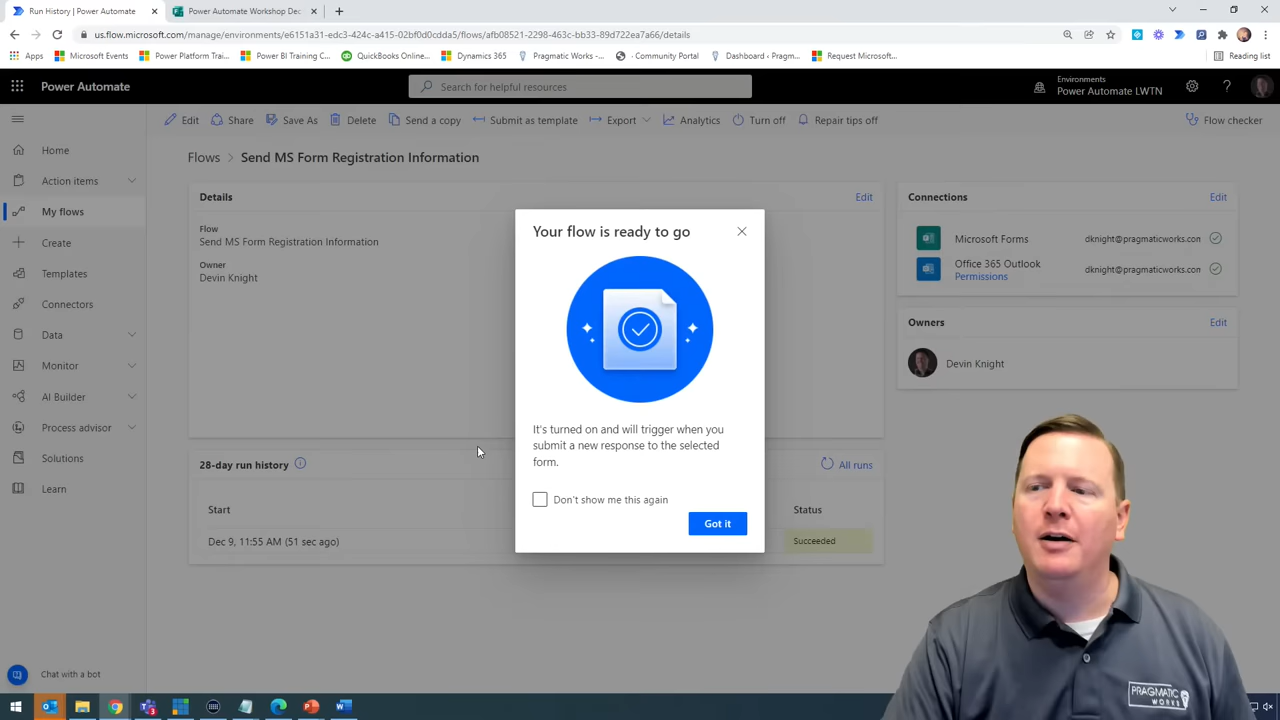 Run History | Power Automate
Power Automate Workshop Dec
us.flow.microsoft.com/manage/environments/e6151a31-edc3-424c-a415-02bf0d0cdda5/flows/afb08521-2298-463c-bb33-89d722ea7a66/details
Apps
Microsoft Events
Power Platform Trai...
Power BI Training C...
QuickBooks Online...
Dynamics 365
Pragmatic Works -...
- Community Portal
Dashboard ‹ Pragm...
Request Microsoft...
Reading list
Power Automate
Search for helpful resources
Environments
Power Automate LWTN
Edit
Share
Save As
Delete
Send a copy
Submit as template
Export
Analytics
Turn off
Repair tips off
Flow checker
Home
Action items
My flows
Create
Templates
Connectors
Data
Monitor
AI Builder
Process advisor
Solutions
Learn
Chat with a bot
Flows > Send MS Form Registration Information
Details
Edit
Flow
Send MS Form Registration Information
Owner
Devin Knight
Your flow is ready to go
It's turned on and will trigger when you
submit a new response to the selected
form.
Don't show me this again
Got it
28-day run history
All runs
Start
Status
Dec 9, 11:55 AM (51 sec ago)
Succeeded
Connections
Edit
Microsoft Forms
dknight@pragmaticworks.con
Office 365 Outlook
dknight@pragmaticworks.con
Permissions
Owners
Edit
Devin Knight
PRAGMATIC
WORKS